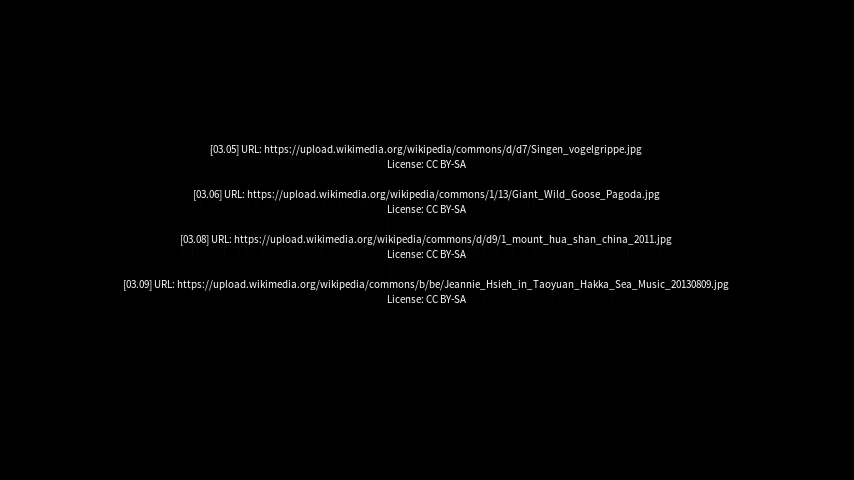 [03.05] URL: https://upload.wikimedia.org/wikipedia/commons/d/d7/Singen_vogelgrippe.jpg
License: CC BY-SA
[03.06] URL: https://upload.wikimedia.org/wikipedia/commons/1/13/Giant_Wild_Goose_Pagoda.jpg
License: CC BY-SA
[03.08] URL: https://upload.wikimedia.org/wikipedia/commons/d/d9/1_mount_hua_shan_china_2011.jpg
License: CC BY-SA
[03.09] URL: https://upload.wikimedia.org/wikipedia/commons/b/be/Jeannie_Hsieh_in_Taoyuan_Hakka_Sea_Music_20130809.jpg
License: CC BY-SA